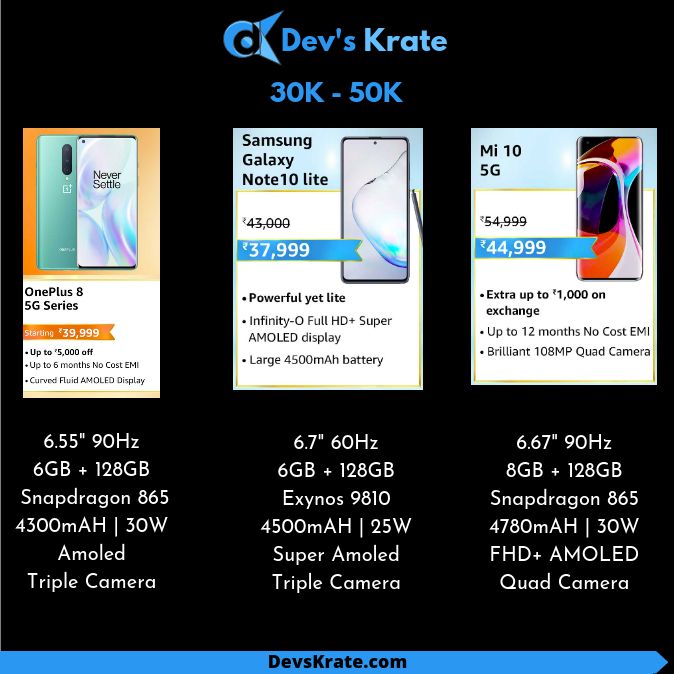 Dev's Krate
30K - 50K
Never
Settle
ONEPLUS
OnePlus 8
5G Series
Starting ₹39,999
• Up to ₹5,000 off
• Up to 6 months No Cost EMI
• Curved Fluid AMOLED Display
Samsung
Galaxy
Note10 lite
₹43,000
₹37,999
• Powerful yet lite
• Infinity-O Full HD+ Super
AMOLED display
• Large 4500mAh battery
Mi 10
5G
₹54,999
₹44,999
• Extra up to ₹1,000 on
exchange
• Up to 12 months No Cost EMI
• Brilliant 108MP Quad Camera
6.55" 90Hz
6GB + 128GB
Snapdragon 865
4300mAH | 30W
Amoled
Triple Camera
6.7" 60Hz
6GB + 128GB
Exynos 9810
4500mAH | 25W
Super Amoled
Triple Camera
6.67" 90Hz
8GB + 128GB
Snapdragon 865
4780mAH | 30W
FHD+ AMOLED
Quad Camera
DevsKrate.com